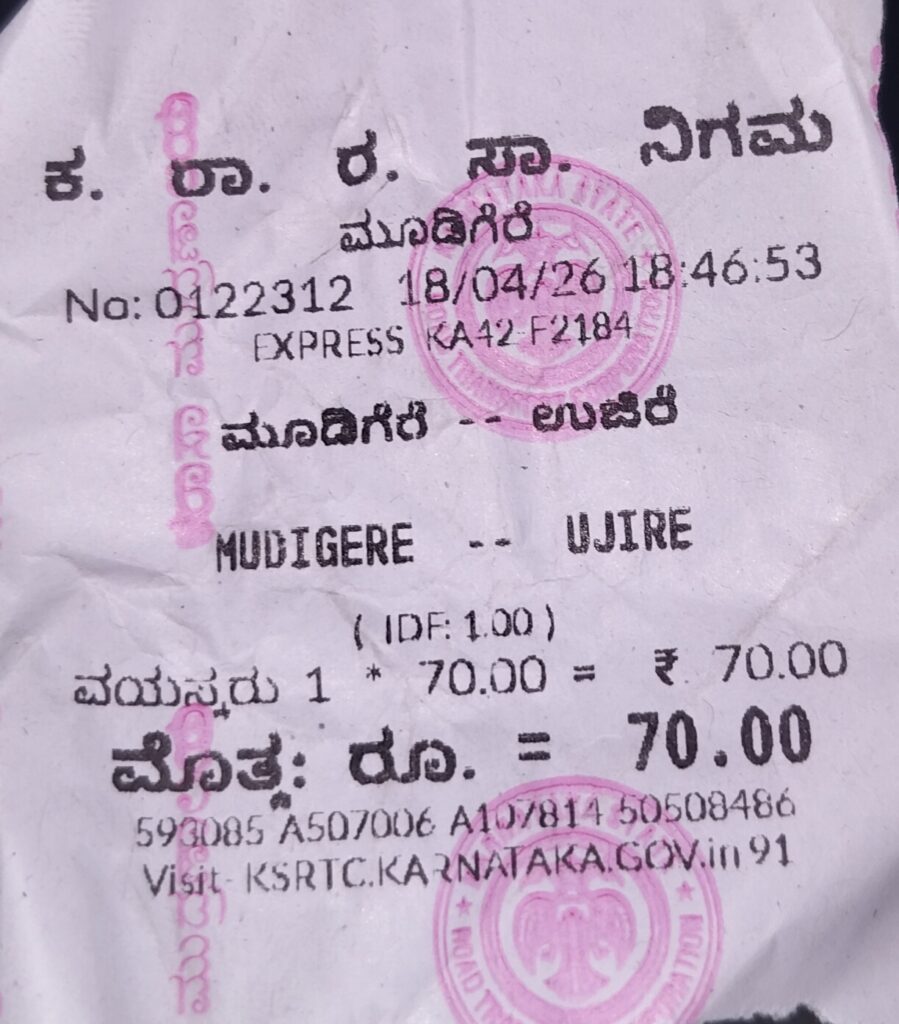 ಕ. ರಾ. ರ. ಸಾ. ನಿಗಮ
ಮೂಡಿಗೆರೆ
No: 0122312 18/04/26 18:46:53
EXPRESS KA42-F2184
ಮೂಡಿಗೆರೆ -- ಉಜಿರೆ
MUDIGERE -- UJIRE
( IDF: 1.00 )
ವಯಸ್ಕರು 1 * 70.00 = ₹. 70.00
ಮೊತ್ತ: ರೂ. = 70.00
593085 A507006 A107814 50508486
Visit- KSRTC.KARNATAKA.GOV.in 91